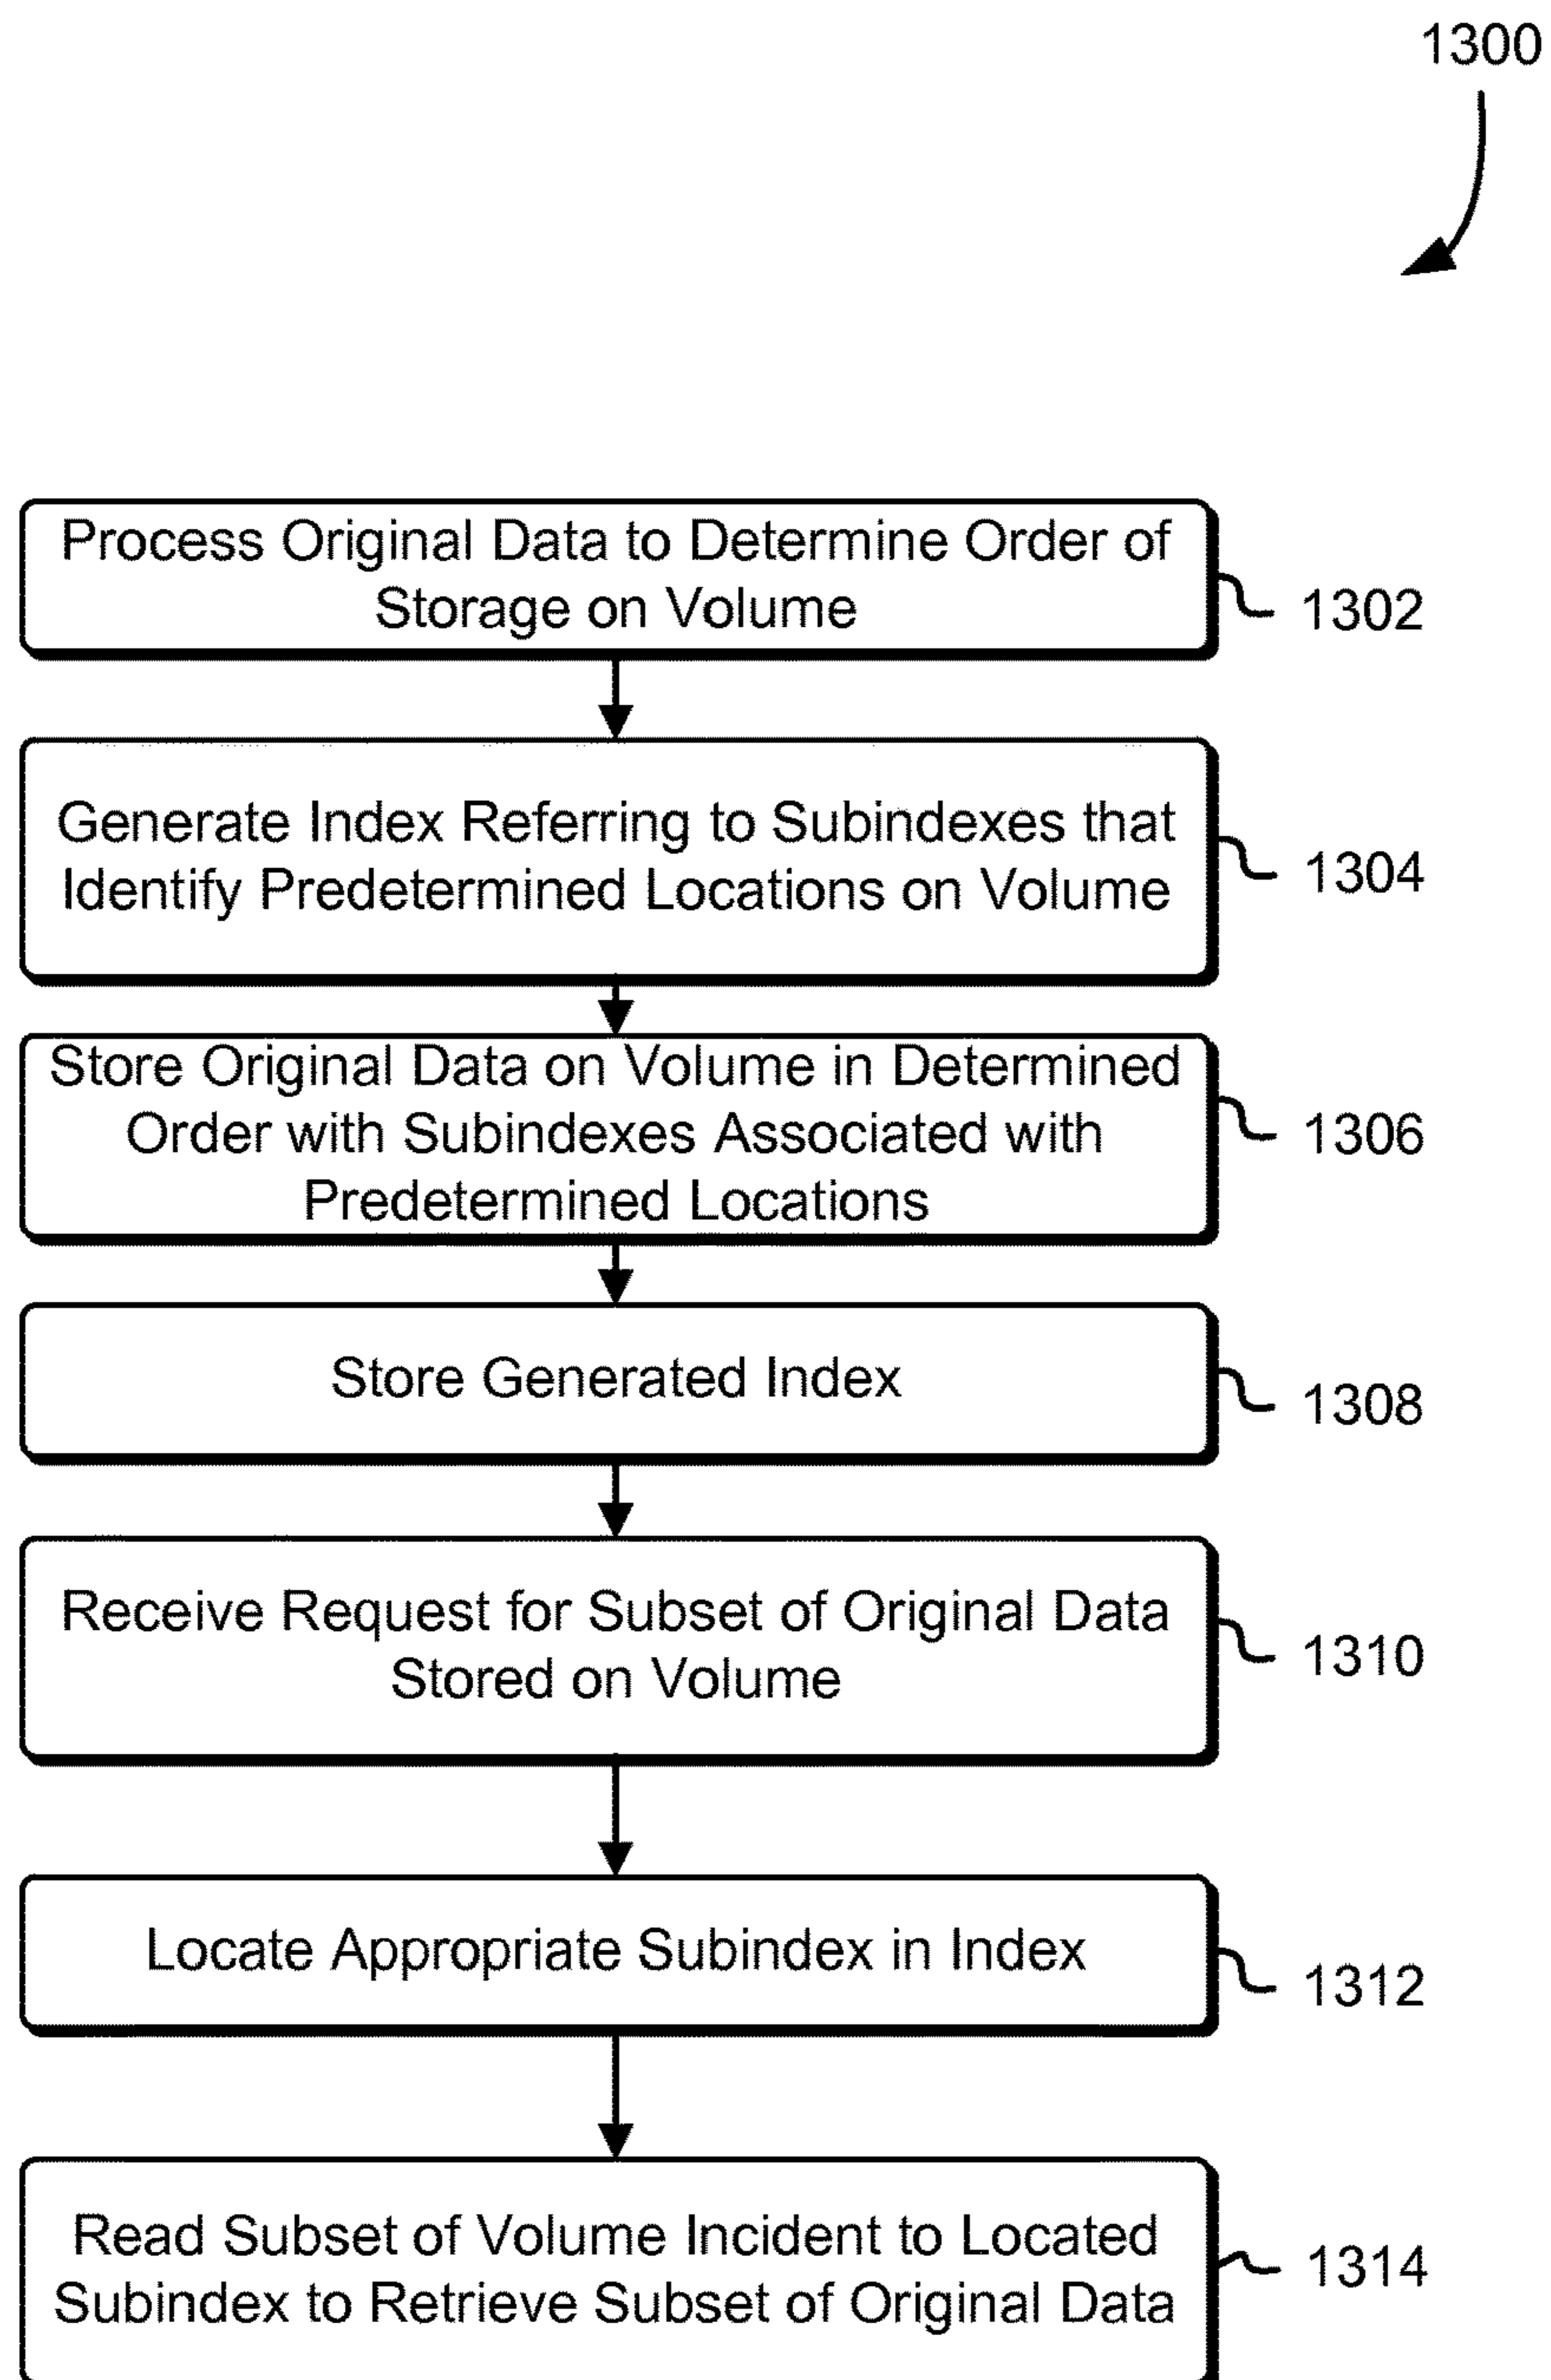 1300
Process Original Data to Determine Order of
Storage on Volume
1302
Generate Index Referring to Subindexes that
Identify Predetermined Locations on Volume
1304
Store Original Data on Volume in Determined
Order with Subindexes Associated with
Predetermined Locations
1306
Store Generated Index
1308
Receive Request for Subset of Original Data
Stored on Volume
1310
Locate Appropriate Subindex in Index
1312
Read Subset of Volume Incident to Located
Subindex to Retrieve Subset of Original Data
1314